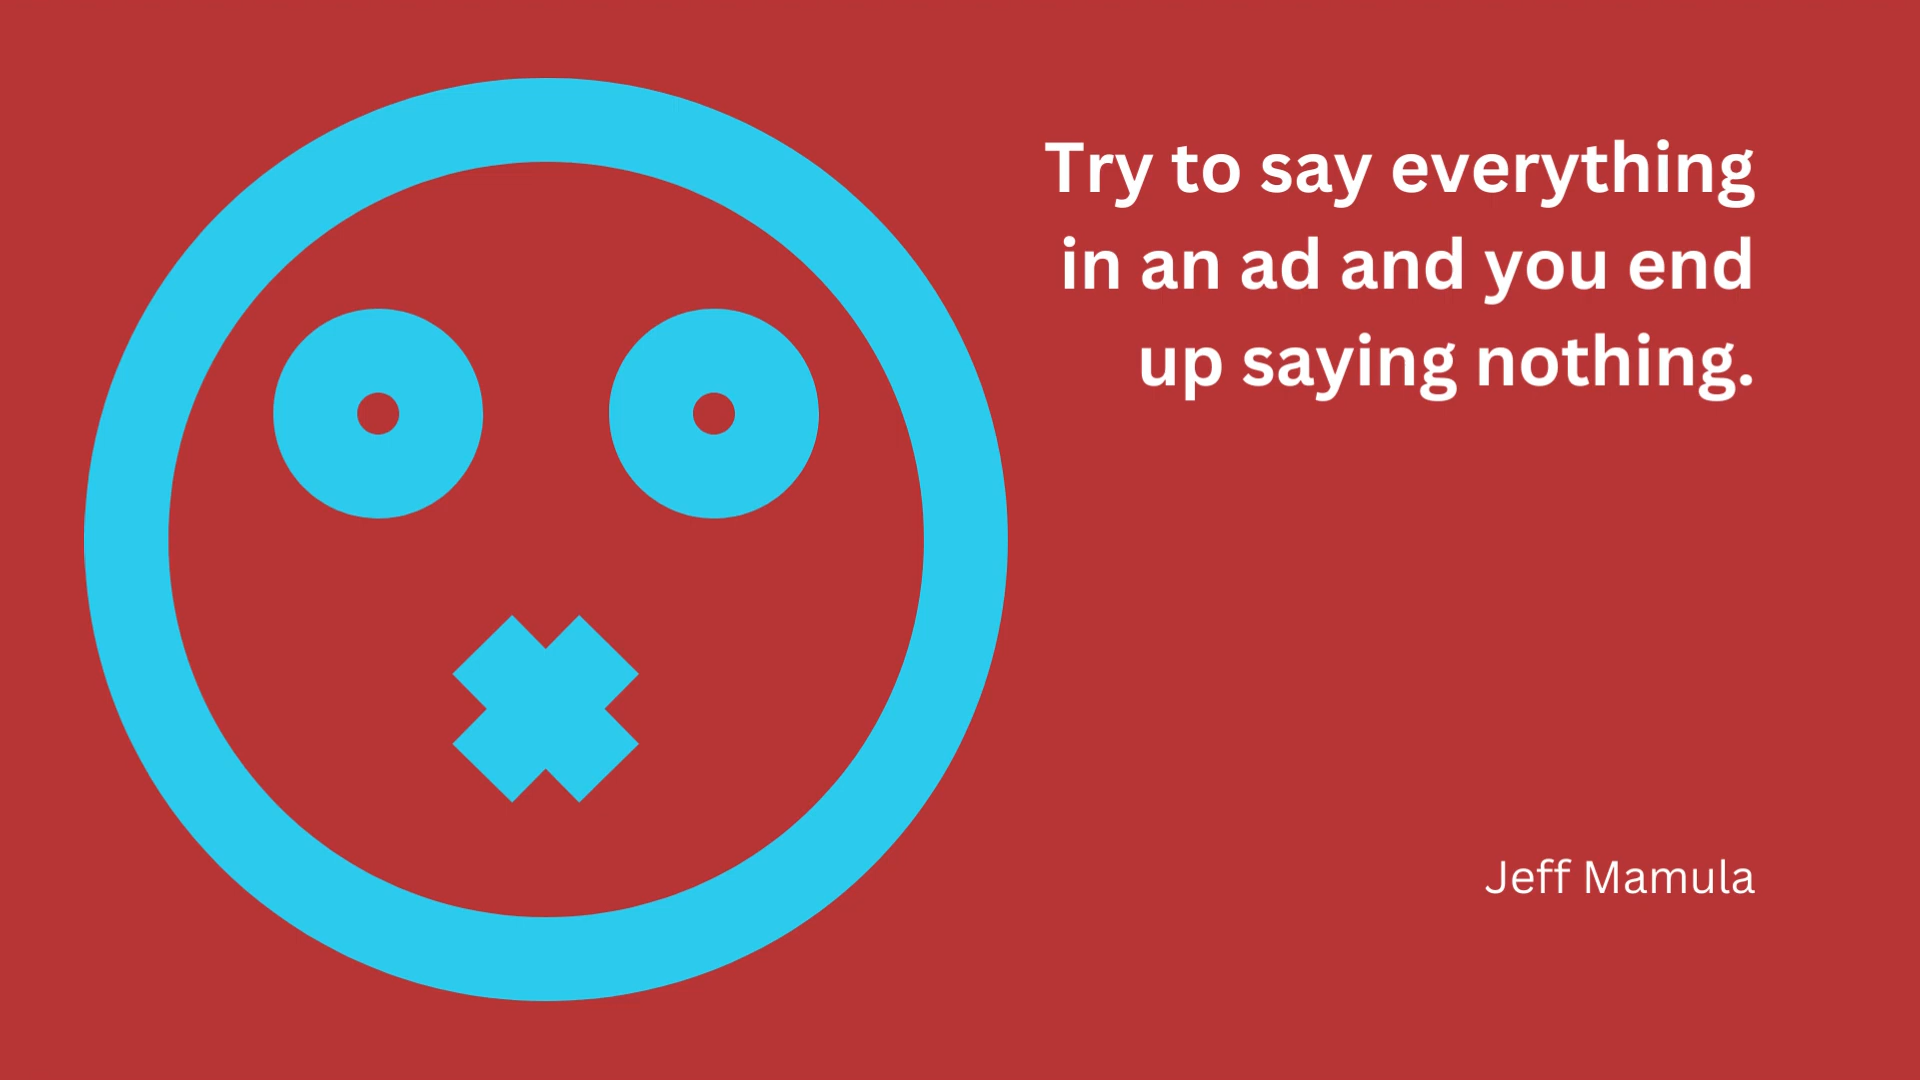 Try to say everything
in an ad and you end
up saying nothing.
Jeff Mamula